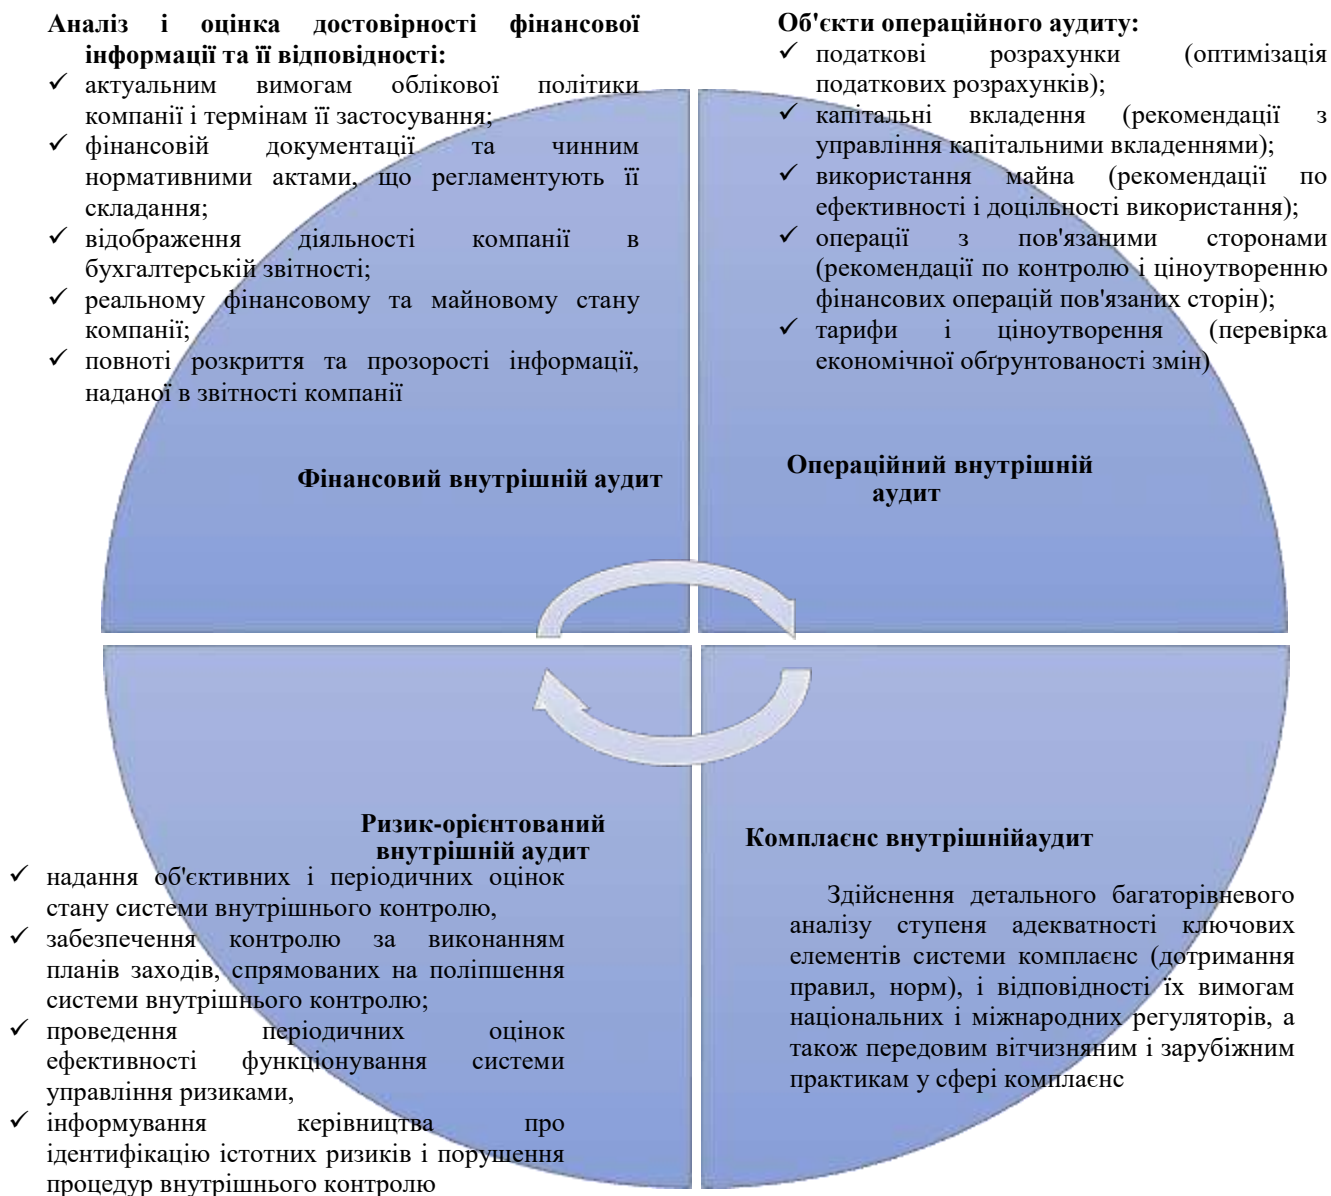 Аналіз і оцінка достовірності фінансової
інформації та її відповідності:
✓ актуальним вимогам облікової політики
компанії і термінам її застосування;
✓ фінансовій документації та чинним
нормативними актами, що регламентують її
складання;
✓ відображення діяльності компанії в
бухгалтерській звітності;
✓ реальному фінансовому та майновому стану
компанії;
✓ повноті розкриття та прозорості інформації,
наданої в звітності компанії
Фінансовий внутрішній аудит
Об'єкти операційного аудиту:
✓ податкові розрахунки (оптимізація
податкових розрахунків);
✓ капітальні вкладення (рекомендації з
управління капітальними вкладеннями);
✓ використання майна (рекомендації по
ефективності і доцільності використання);
✓ операції з пов'язаними сторонами
(рекомендації по контролю і ціноутворенню
фінансових операцій пов'язаних сторін);
✓ тарифи і ціноутворення (перевірка
економічної обґрунтованості змін)
Операційний внутрішній
аудит
Ризик-орієнтований
внутрішній аудит
✓ надання об'єктивних і періодичних оцінок
стану системи внутрішнього контролю,
✓ забезпечення контролю за виконанням
планів заходів, спрямованих на поліпшення
системи внутрішнього контролю;
✓ проведення періодичних оцінок
ефективності функціонування системи
управління ризиками,
✓ інформування керівництва про
ідентифікацію істотних ризиків і порушення
процедур внутрішнього контролю
Комплаєнс внутрішнійаудит
Здійснення детального багаторівневого
аналізу ступеня адекватності ключових
елементів системи комплаєнс (дотримання
правил, норм), і відповідності їх вимогам
національних і міжнародних регуляторів, а
також передовим вітчизняним і зарубіжним
практикам у сфері комплаєнс